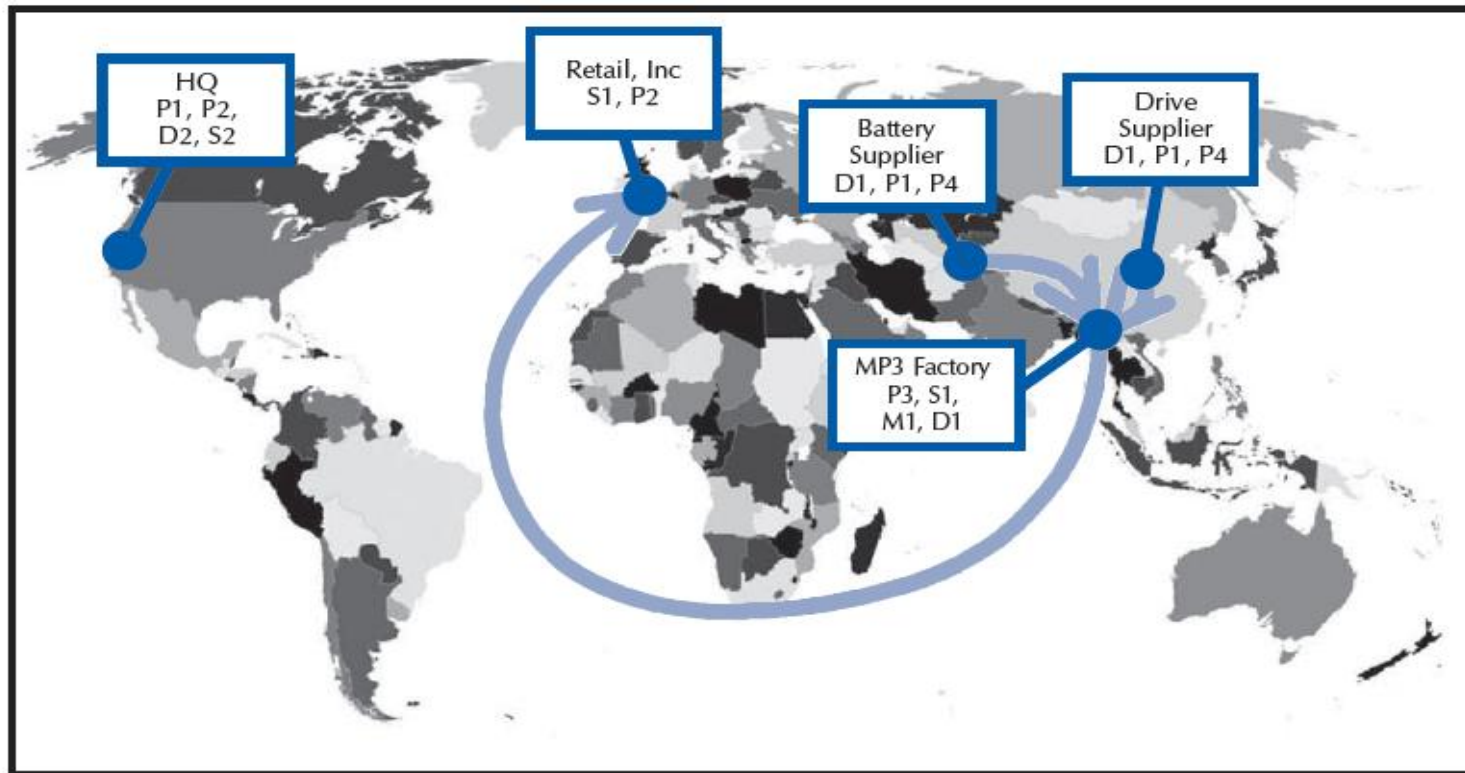 HQ
P1, P2,
D2, S2
Retail, Inc
S1, P2
Battery
Supplier
D1, P1, P4
Drive
Supplier
D1, P1, P4
MP3 Factory
P3, S1,
M1, D1